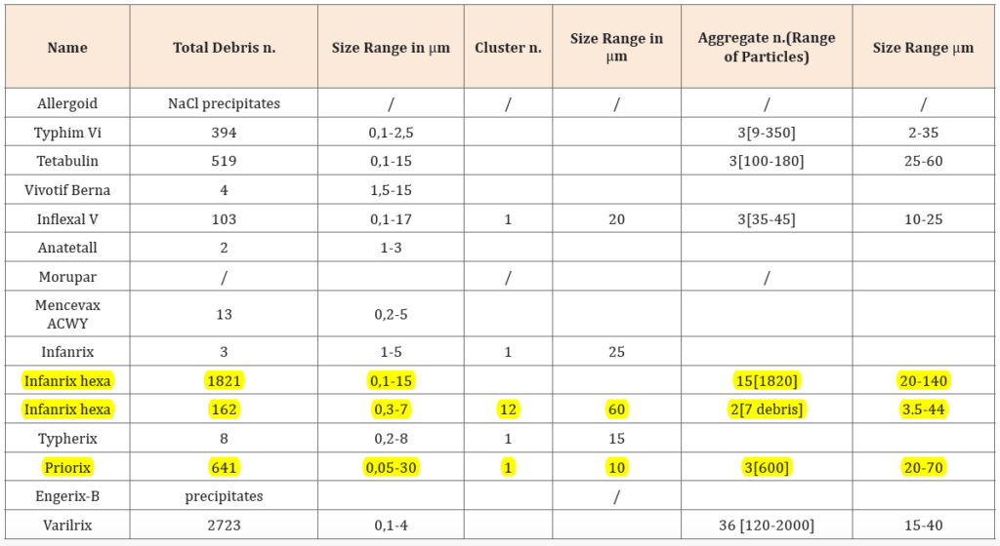 Name Total Debris n. Size Range in μm Cluster n. Size Range in μm Aggregate n.(Range of Particles) Size Range μm
Allergoid NaCl precipitates / / / / /
Typhim Vi 394 0,1-2,5 3[9-350] 2-35
Tetabulin 519 0,1-15 3[100-180] 25-60
Vivotif Berna 4 1,5-15
Inflexal V 103 0,1-17 1 20 3[35-45] 10-25
Anatetall 2 1-3
Morupar / / /
Mencevax ACWY 13 0,2-5
Infanrix 3 1-5 1 25
Infanrix hexa 1821 0,1-15 15[1820] 20-140
Infanrix hexa 162 0,3-7 12 60 2[7 debris] 3.5-44
Typherix 8 0,2-8 1 15
Priorix 641 0,05-30 1 10 3[600] 20-70
Engerix-B precipitates /
Varilrix 2723 0,1-4 36 [120-2000] 15-40